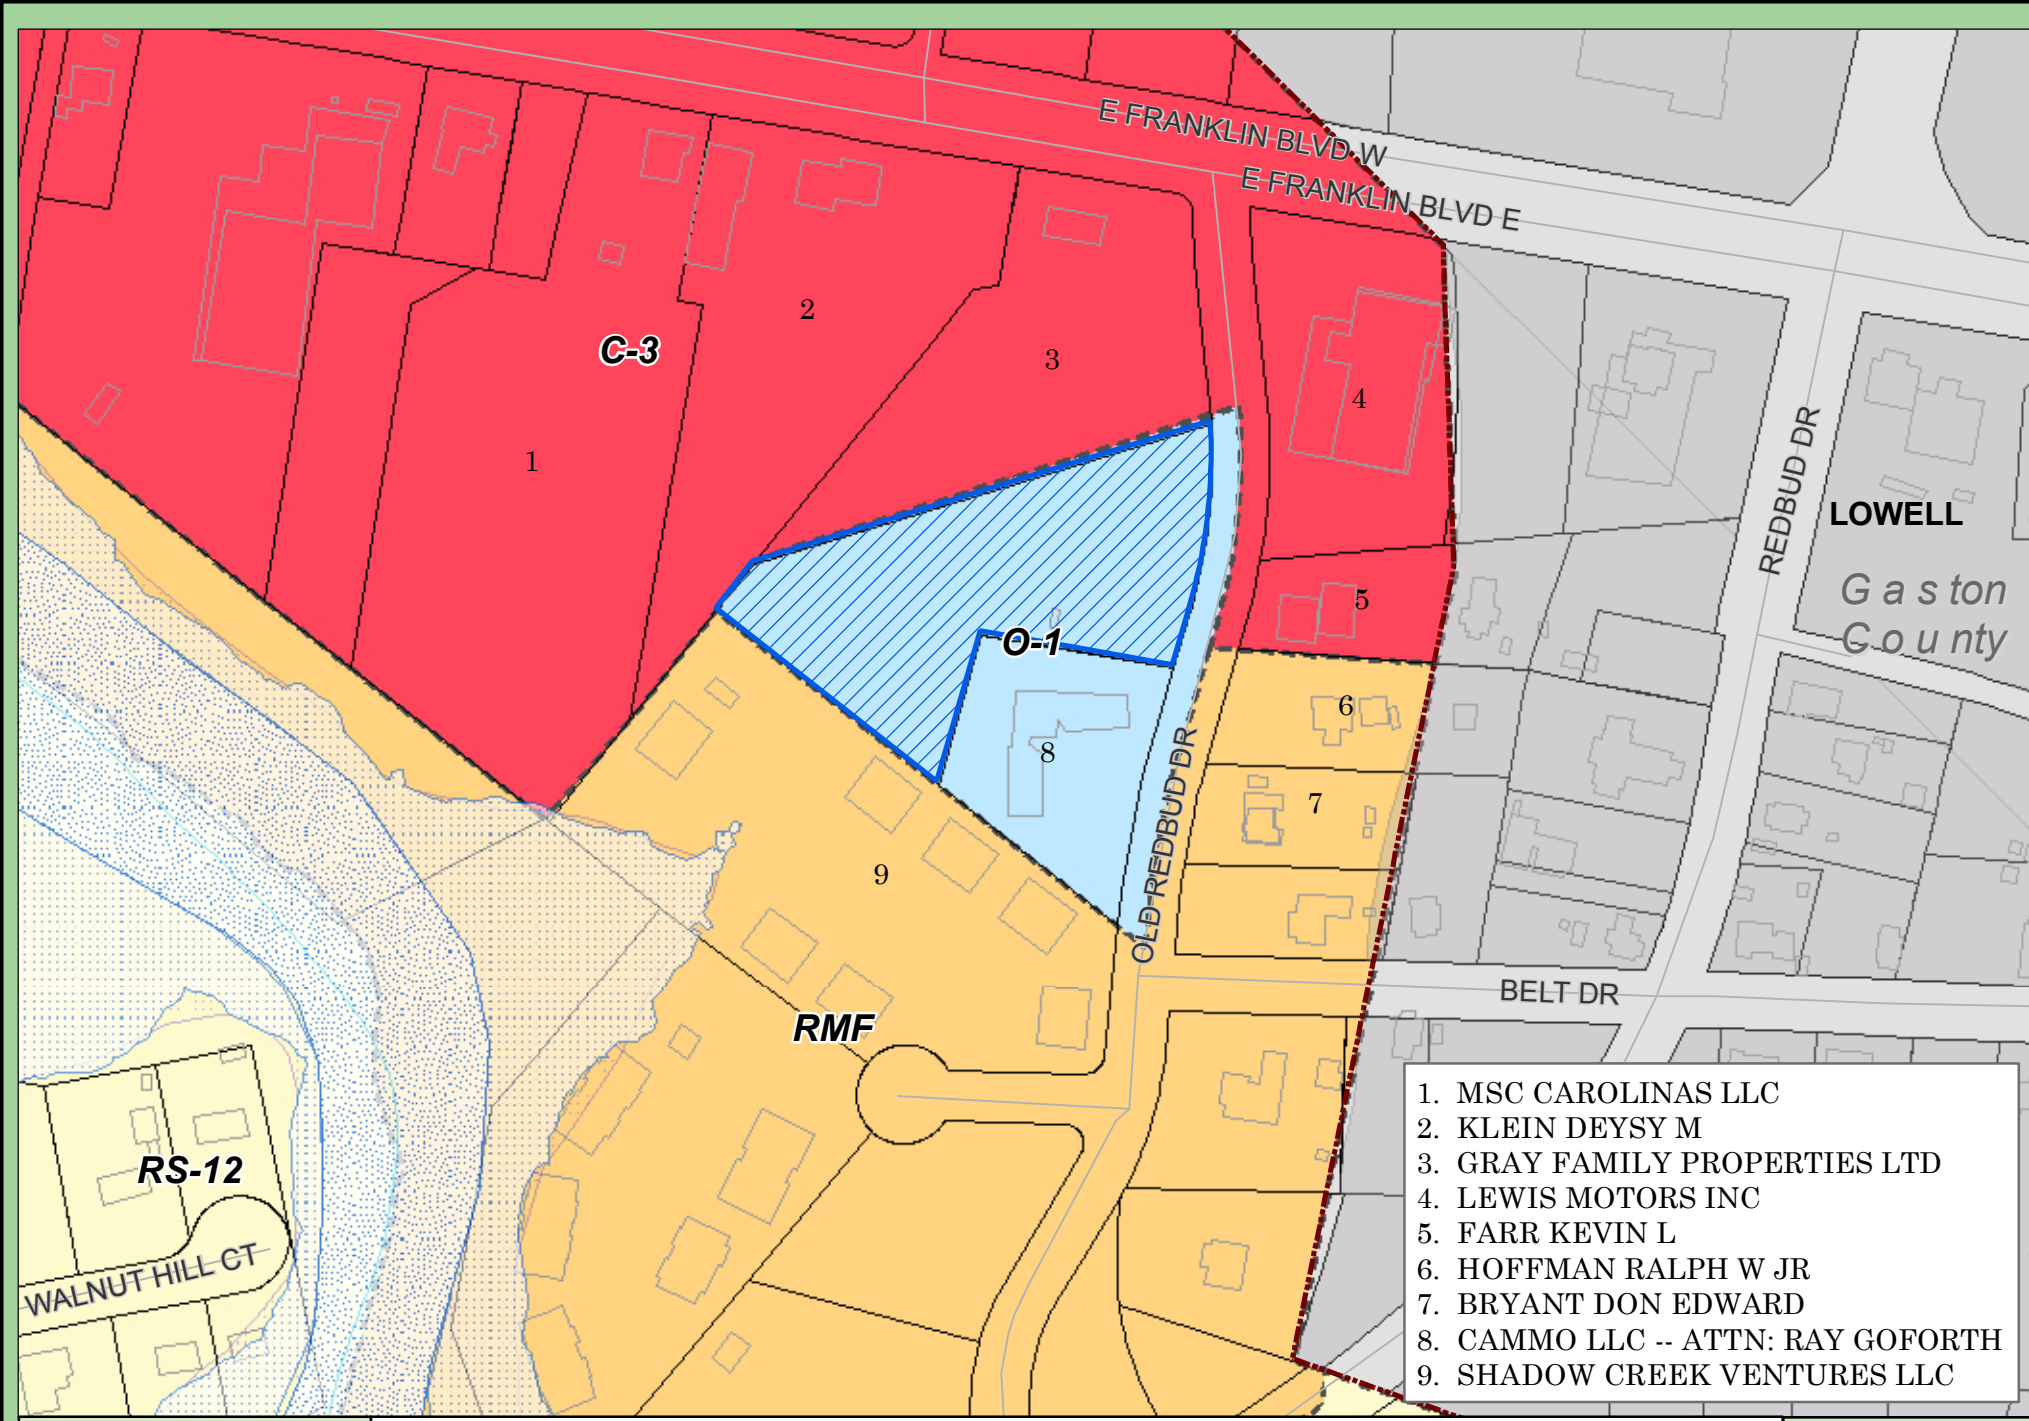 E FRANKLIN BLVD W
E FRANKLIN BLVD E
2
C-3
3
4
1
REDBUD DR
LOWELL
Gaston
County
5
O-1
6
8
OLD REDBUD DR
7
9
BELT DR
RMF
RS-12
WALNUT HILL CT
1. MSC CAROLINAS LLC
2. KLEIN DEYSY M
3. GRAY FAMILY PROPERTIES LTD
4. LEWIS MOTORS INC
5. FARR KEVIN L
6. HOFFMAN RALPH W JR
7. BRYANT DON EDWARD
8. CAMMO LLC -- ATTN: RAY GOFORTH
9. SHADOW CREEK VENTURES LLC